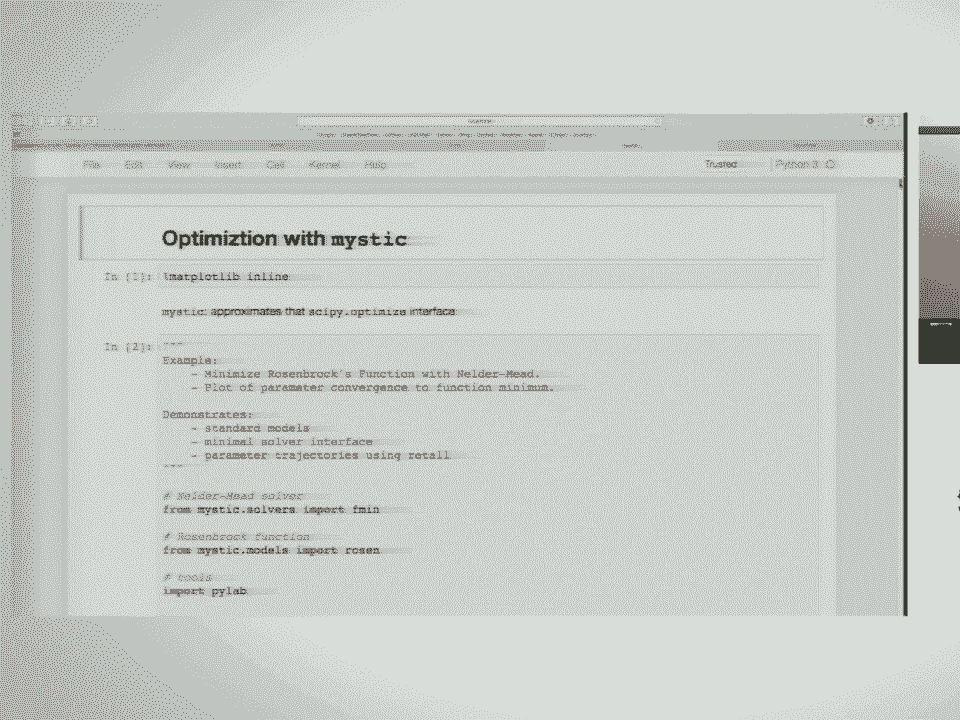 File Edit View Insert Cell Kernel Help Trusted Python 3
Optimiztion with mystic
In [1]: %matplotlib inline
mystic approximates that scipy.optimize interface
In [2]: """
Example:
- Minimize Rosenbrock's Function with Nelder-Mead.
- Plot of parameter convergence to function minimum.
Demonstrates:
- standard models
- minimal solver interface
- parameter trajectories using retall
"""
# Nelder-Mead solver
from mystic.solvers import fmin
# Rosenbrock function
from mystic.models import rosen
# tools
import pylab